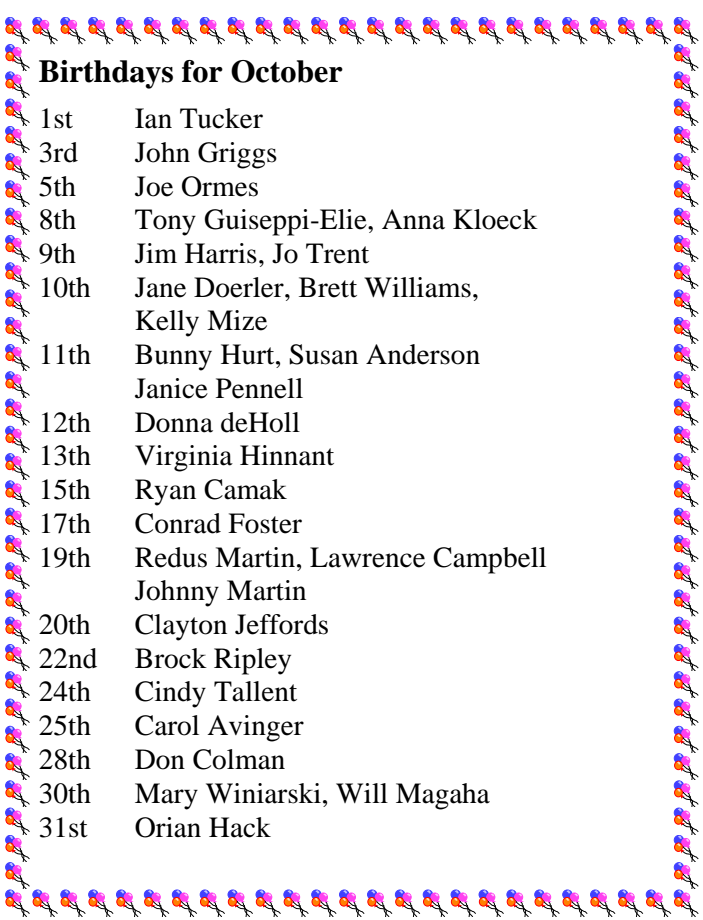 Birthdays for October
1st Ian Tucker
3rd John Griggs
5th Joe Ormes
8th Tony Guiseppi-Elie, Anna Kloeck
9th Jim Harris, Jo Trent
10th Jane Doerler, Brett Williams,
Kelly Mize
11th Bunny Hurt, Susan Anderson
Janice Pennell
12th Donna deHoll
13th Virginia Hinnant
15th Ryan Camak
17th Conrad Foster
19th Redus Martin, Lawrence Campbell
Johnny Martin
20th Clayton Jeffords
22nd Brock Ripley
24th Cindy Tallent
25th Carol Avinger
28th Don Colman
30th Mary Winiarski, Will Magaha
31st Orian Hack